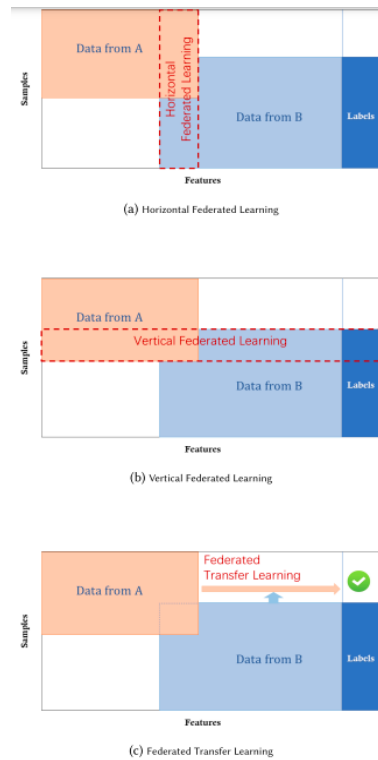 Data from A
Horizontal
Federated Learning
Data from B
Labels
Samples
Features
(a) Horizontal Federated Learning
Data from A
Vertical Federated Learning
Data from B
Labels
Samples
Features
(b) Vertical Federated Learning
Federated
Transfer Learning
Data from A
Data from B
Labels
Samples
Features
(c) Federated Transfer Learning